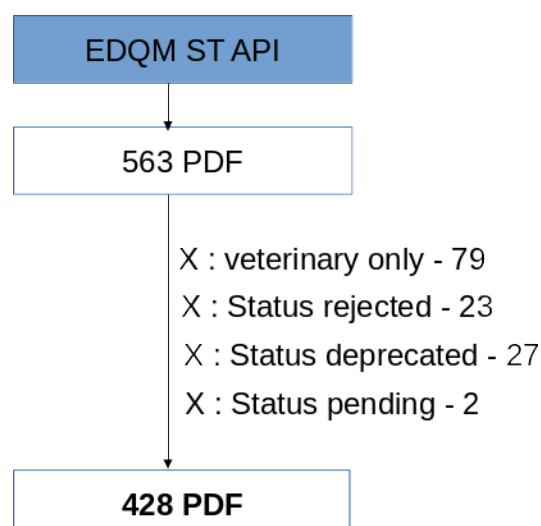 EDQM ST API
563 PDF
X : veterinary only - 79
X : Status rejected - 23
X : Status deprecated - 27
X : Status pending - 2
428 PDF